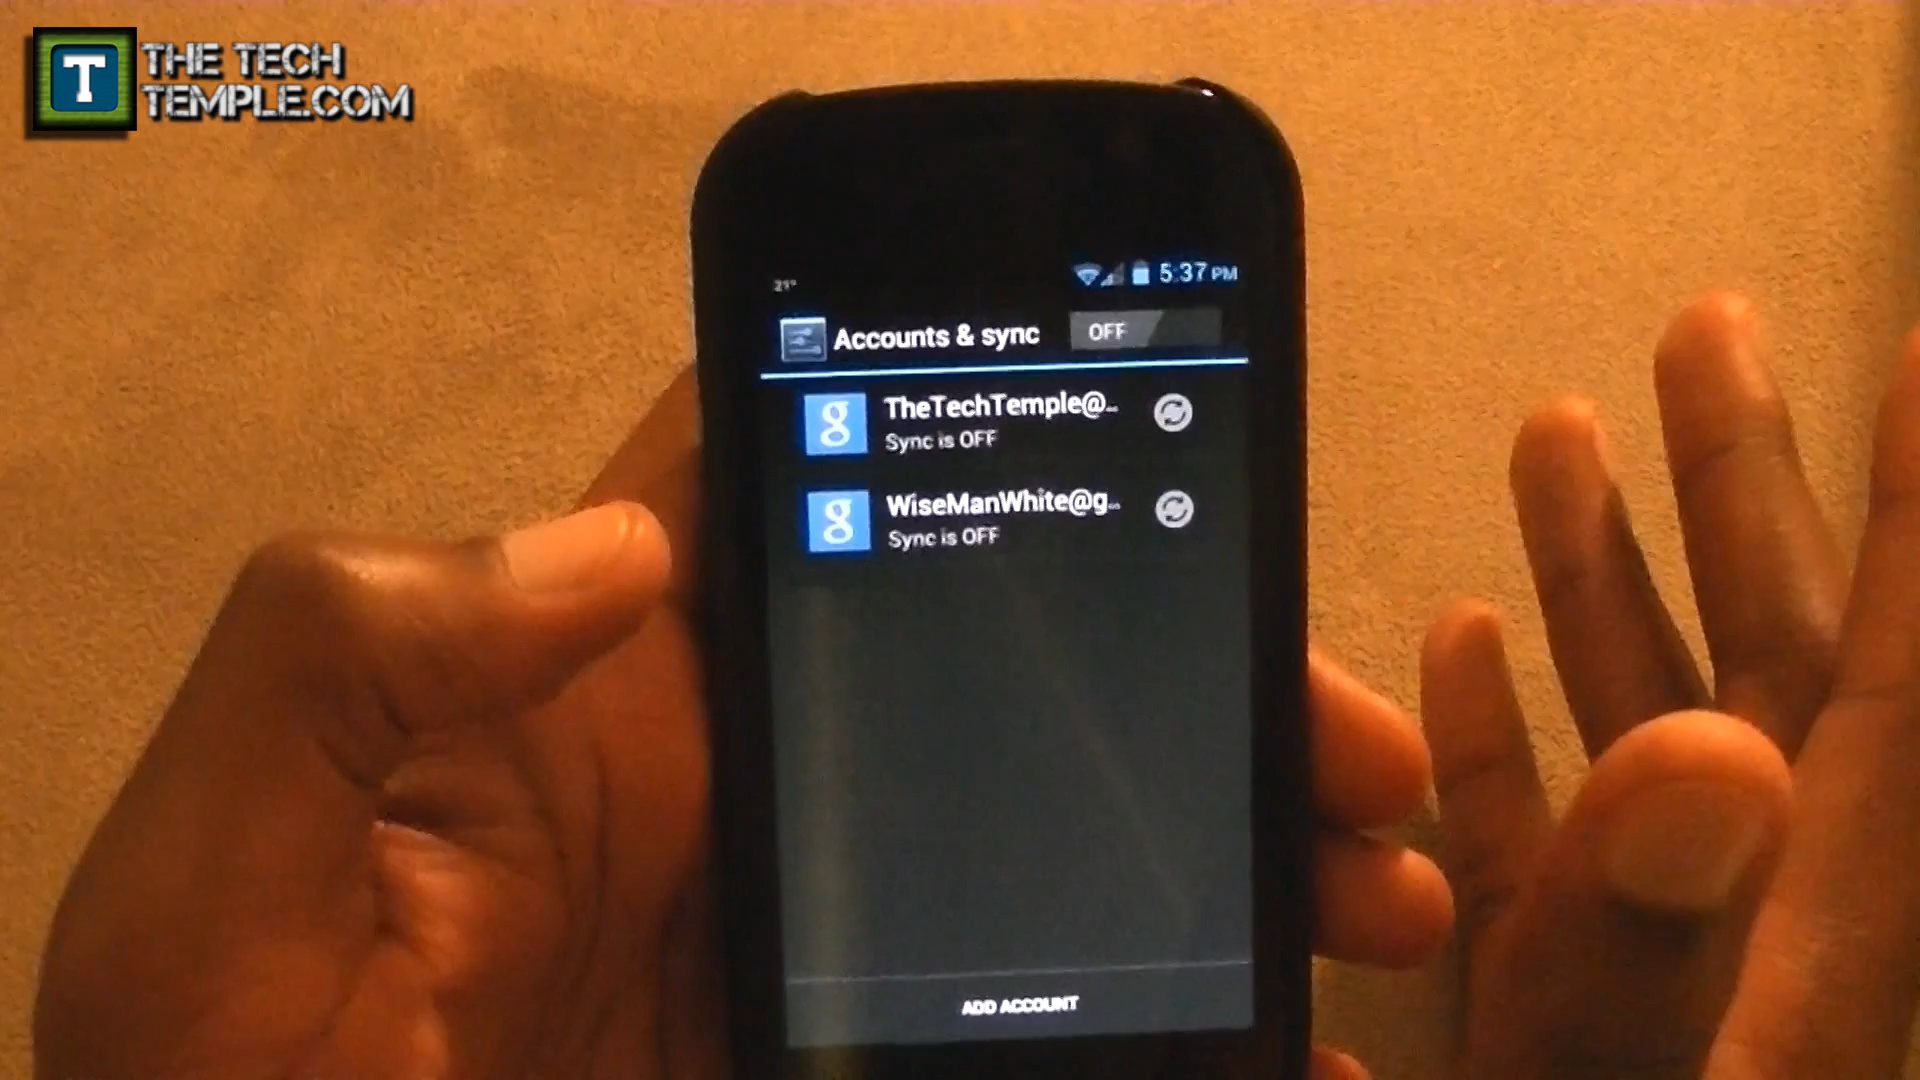 THE TECH
TEMPLE.COM
T
21°
5:37 PM
Accounts & sync
OFF
g
TheTechTemple@...
Sync is OFF
g
WiseManWhite@g...
Sync is OFF
ADD ACCOUNT